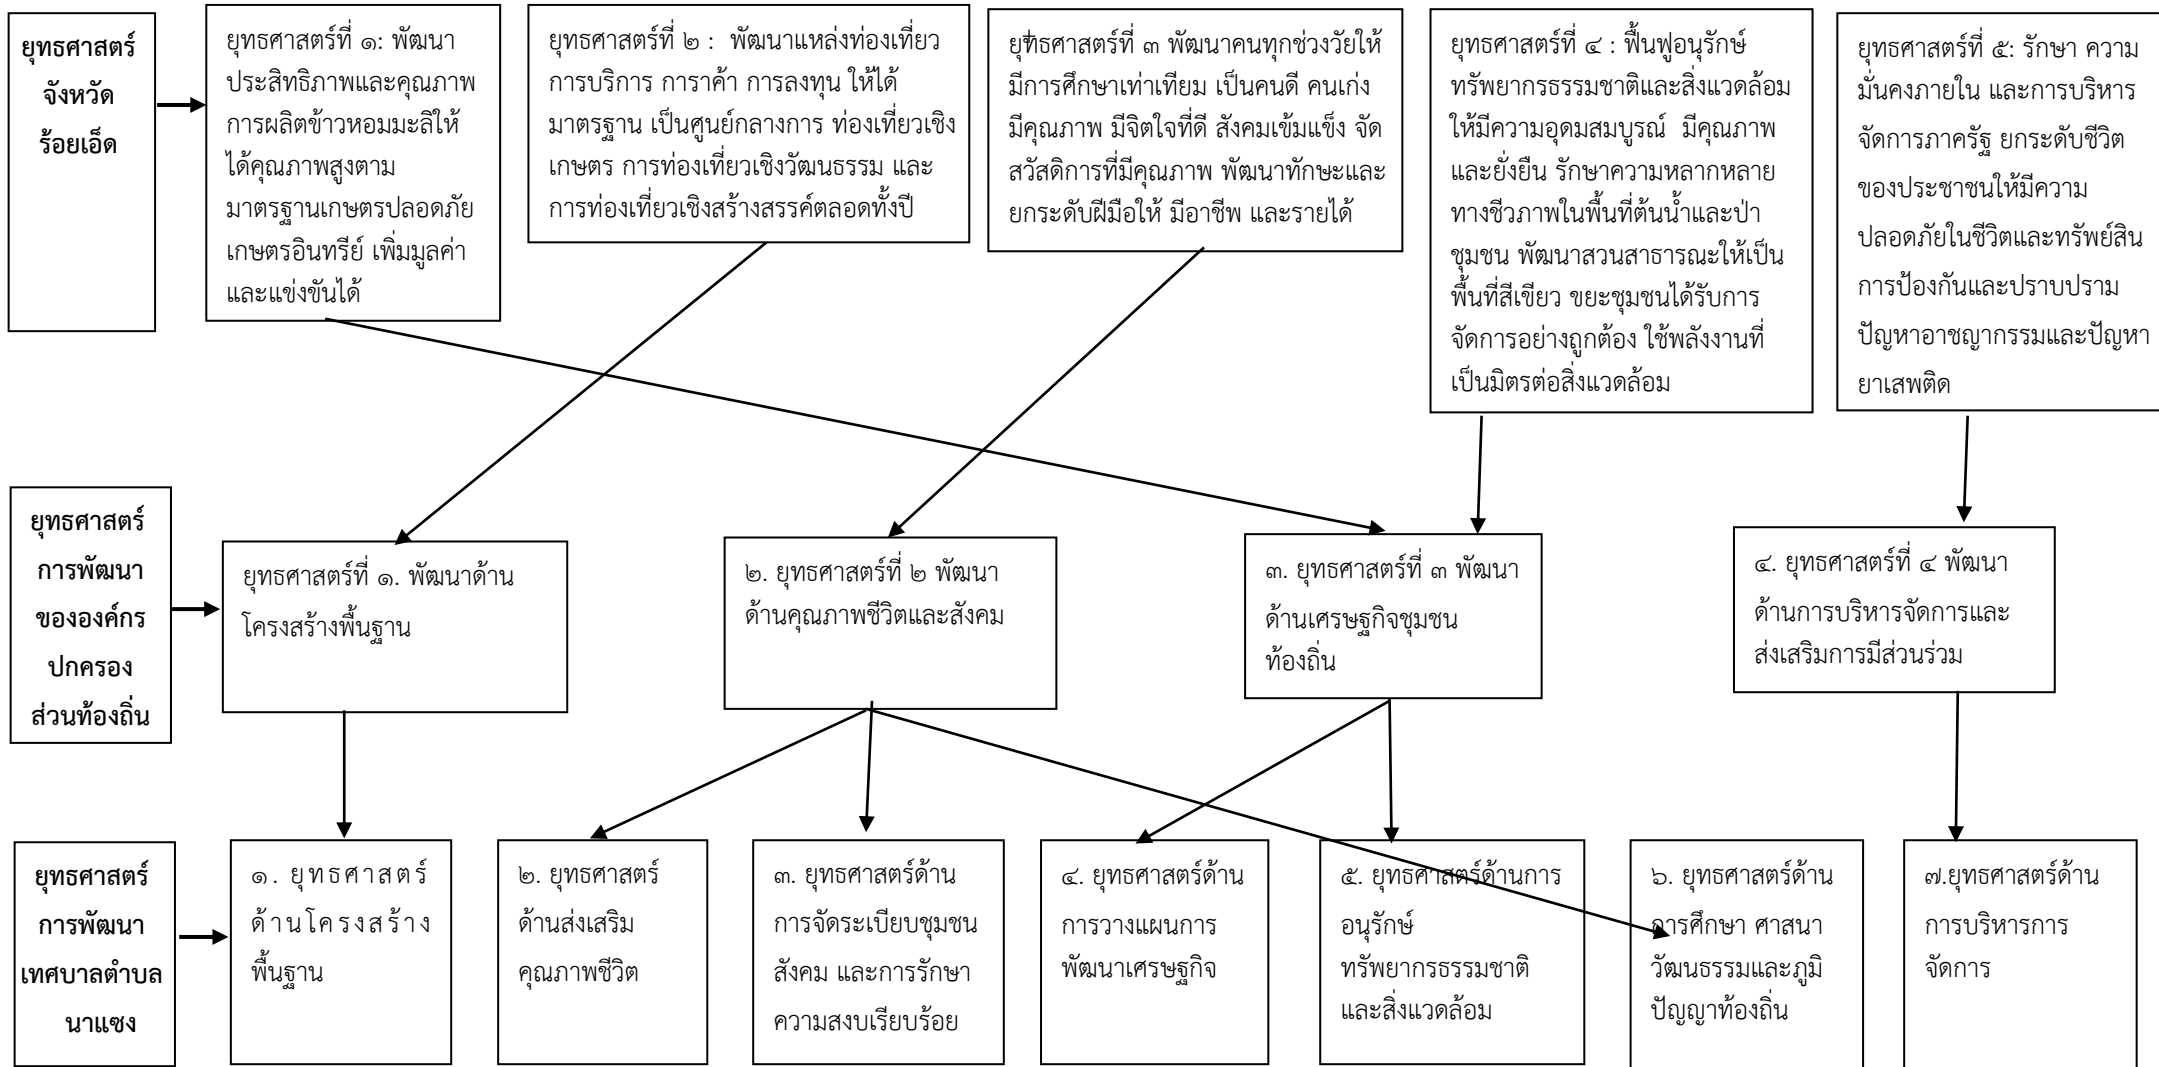 ยุทธศาสตร์
จังหวัด
ร้อยเอ็ด
ยุทธศาสตร์ที่ ๑: พัฒนา
ประสิทธิภาพและคุณภาพ
การผลิตข้าวหอมมะลิให้
ได้คุณภาพสูงตาม
มาตรฐานเกษตรปลอดภัย
เกษตรอินทรีย์ เพิ่มมูลค่า
และแข่งขันได้
ยุทธศาสตร์ที่ ๒ : พัฒนาแหล่งท่องเที่ยว
การบริการ การาค้า การลงทุน ให้ได้
มาตรฐาน เป็นศูนย์กลางการ ท่องเที่ยวเชิง
เกษตร การท่องเที่ยวเชิงวัฒนธรรม และ
การท่องเที่ยวเชิงสร้างสรรค์ตลอดทั้งปี
ยุทธศาสตร์ที่ ๓ พัฒนาคนทุกช่วงวัยให้
มีการศึกษาเท่าเทียม เป็นคนดี คนเก่ง
มีคุณภาพ มีจิตใจที่ดี สังคมเข้มแข็ง จัด
สวัสดิการที่มีคุณภาพ พัฒนาทักษะและ
ยกระดับฝีมือให้ มีอาชีพ และรายได้
ยุทธศาสตร์ที่ ๔ : ฟื้นฟูอนุรักษ์
ทรัพยากรธรรมชาติและสิ่งแวดล้อม
ให้มีความอุดมสมบูรณ์ มีคุณภาพ
และยั่งยืน รักษาความหลากหลาย
ทางชีวภาพในพื้นที่ต้นน้ำและป่า
ชุมชน พัฒนาสวนสาธารณะให้เป็น
พื้นที่สีเขียว ขยะชุมชนได้รับการ
จัดการอย่างถูกต้อง ใช้พลังงานที่
เป็นมิตรต่อสิ่งแวดล้อม
ยุทธศาสตร์ที่ ๕: รักษา ความ
มั่นคงภายใน และการบริหาร
จัดการภาครัฐ ยกระดับชีวิต
ของประชาชนให้มีความ
ปลอดภัยในชีวิตและทรัพย์สิน
การป้องกันและปราบปราม
ปัญหาอาชญากรรมและปัญหา
ยาเสพติด
ยุทธศาสตร์
การพัฒนา
ขององค์กร
ปกครอง
ส่วนท้องถิ่น
ยุทธศาสตร์ที่ ๑. พัฒนาด้าน
โครงสร้างพื้นฐาน
๒. ยุทธศาสตร์ที่ ๒ พัฒนา
ด้านคุณภาพชีวิตและสังคม
๓. ยุทธศาสตร์ที่ ๓ พัฒนา
ด้านเศรษฐกิจชุมชน
ท้องถิ่น
๔. ยุทธศาสตร์ที่ ๔ พัฒนา
ด้านการบริหารจัดการและ
ส่งเสริมการมีส่วนร่วม
ยุทธศาสตร์
การพัฒนา
เทศบาลตำบล
นาแซง
๑. ยุทธศาสตร์
ด้านโครงสร้าง
พื้นฐาน
๒. ยุทธศาสตร์
ด้านส่งเสริม
คุณภาพชีวิต
๓. ยุทธศาสตร์ด้าน
การจัดระเบียบชุมชน
สังคม และการรักษา
ความสงบเรียบร้อย
๔. ยุทธศาสตร์ด้าน
การวางแผนการ
พัฒนาเศรษฐกิจ
๕. ยุทธศาสตร์ด้านการ
อนุรักษ์
ทรัพยากรธรรมชาติ
และสิ่งแวดล้อม
๖. ยุทธศาสตร์ด้าน
การศึกษา ศาสนา
วัฒนธรรมและภูมิ
ปัญญาท้องถิ่น
๗.ยุทธศาสตร์ด้าน
การบริหารการ
จัดการ